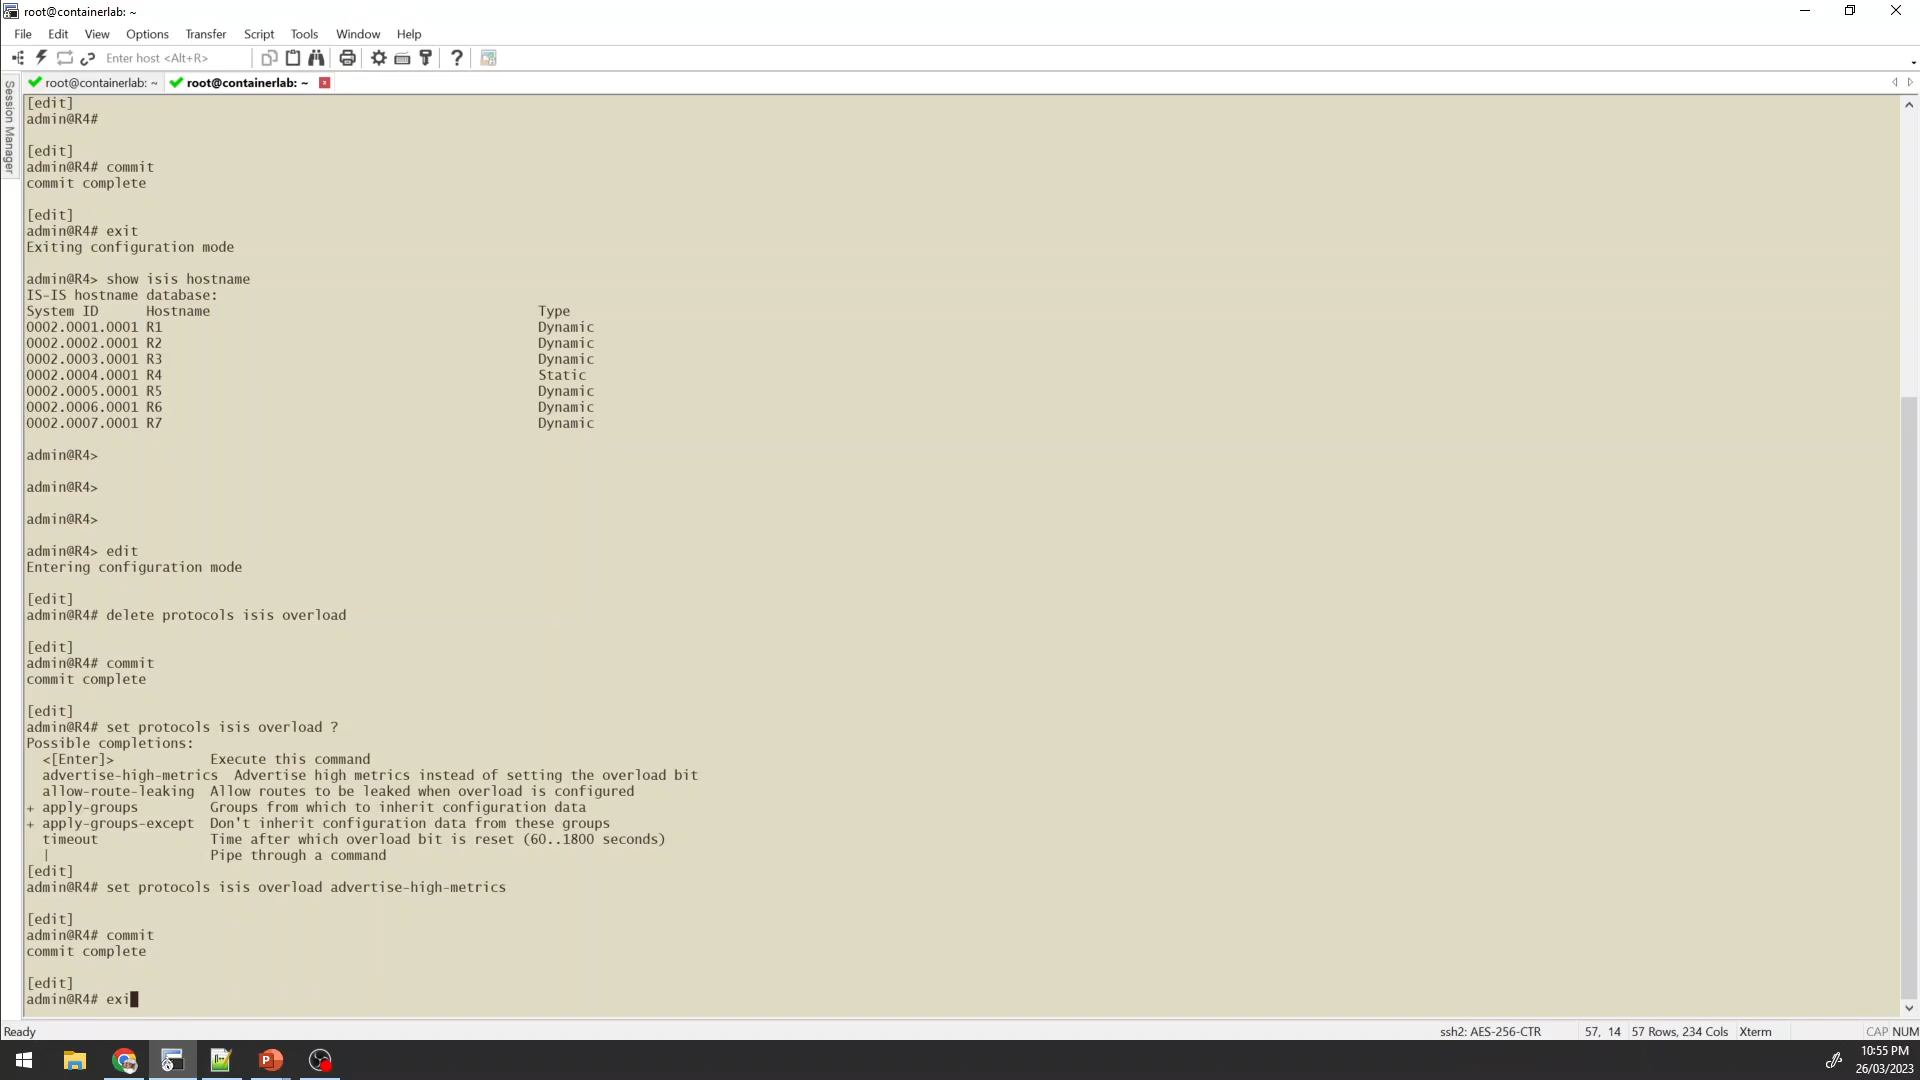 root@containerlab: ~
File Edit View Options Transfer Script Tools Window Help
Enter host <Alt+R>
root@containerlab: ~ root@containerlab: ~
Session Manager
[edit]
admin@R4#
[edit]
admin@R4# commit
commit complete
[edit]
admin@R4# exit
Exiting configuration mode
admin@R4> show isis hostname
IS-IS hostname database:
System ID Hostname Type
0002.0001.0001 R1 Dynamic
0002.0002.0001 R2 Dynamic
0002.0003.0001 R3 Dynamic
0002.0004.0001 R4 Static
0002.0005.0001 R5 Dynamic
0002.0006.0001 R6 Dynamic
0002.0007.0001 R7 Dynamic
admin@R4>
admin@R4>
admin@R4>
admin@R4> edit
Entering configuration mode
[edit]
admin@R4# delete protocols isis overload
[edit]
admin@R4# commit
commit complete
[edit]
admin@R4# set protocols isis overload ?
Possible completions:
<[Enter]> Execute this command
advertise-high-metrics Advertise high metrics instead of setting the overload bit
allow-route-leaking Allow routes to be leaked when overload is configured
+ apply-groups Groups from which to inherit configuration data
+ apply-groups-except Don't inherit configuration data from these groups
timeout Time after which overload bit is reset (60..1800 seconds)
| Pipe through a command
[edit]
admin@R4# set protocols isis overload advertise-high-metrics
[edit]
admin@R4# commit
commit complete
[edit]
admin@R4# exi
Ready ssh2: AES-256-CTR 57, 14 57 Rows, 234 Cols Xterm CAP NUM
10:55 PM
26/03/2023